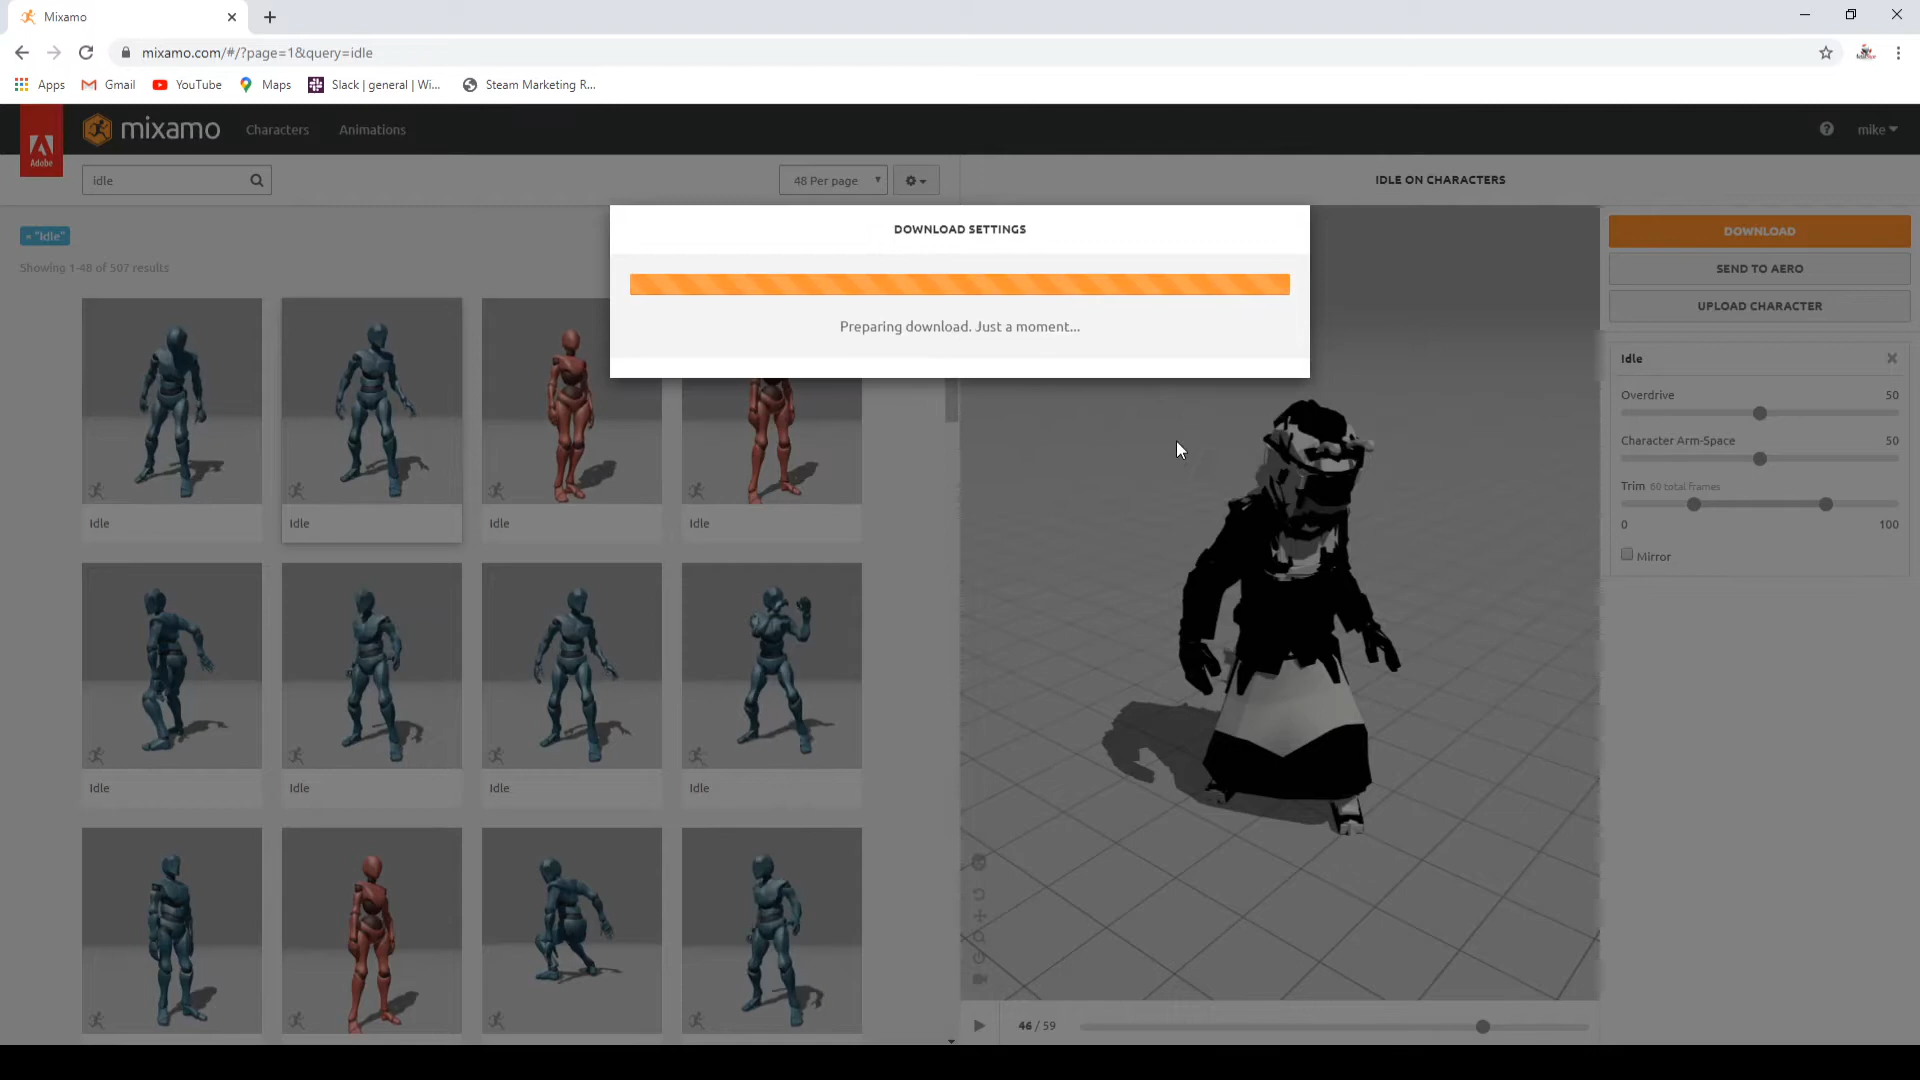 Mixamo
mixamo.com/#/?page=1&query=idle
Apps Gmail YouTube Maps Slack | general | Wi... Steam Marketing R...
Adobe
mixamo Characters Animations mike
idle 48 Per page IDLE ON CHARACTERS
DOWNLOAD SETTINGS
Preparing download. Just a moment...
× "Idle"
Showing 1-48 of 507 results
Idle Idle Idle Idle
Idle Idle Idle Idle
DOWNLOAD
SEND TO AERO
UPLOAD CHARACTER
Idle
Overdrive 50
Character Arm-Space 50
Trim 60 total frames
0 100
Mirror
46 / 59